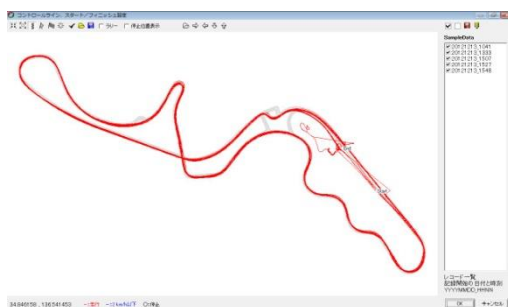 コントロールライン、スタート／フィニッシュ設定
ラリー
停止位置表示
SampleData
20121213_1041
20121213_1333
20121213_1507
20121213_1527
20121213_1548
レコード一覧
記録開始の日付と時刻
YYYYMMDD_HHNN
OK
キャンセル
34.846158 , 136.541453